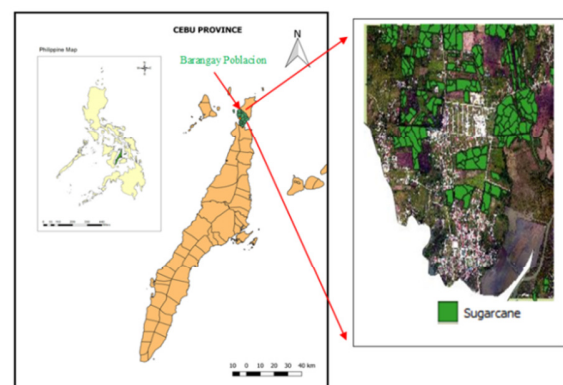 CEBU PROVINCE
Philippine Map
Barangay Poblacion
10 0 10 20 30 40 km
Sugarcane